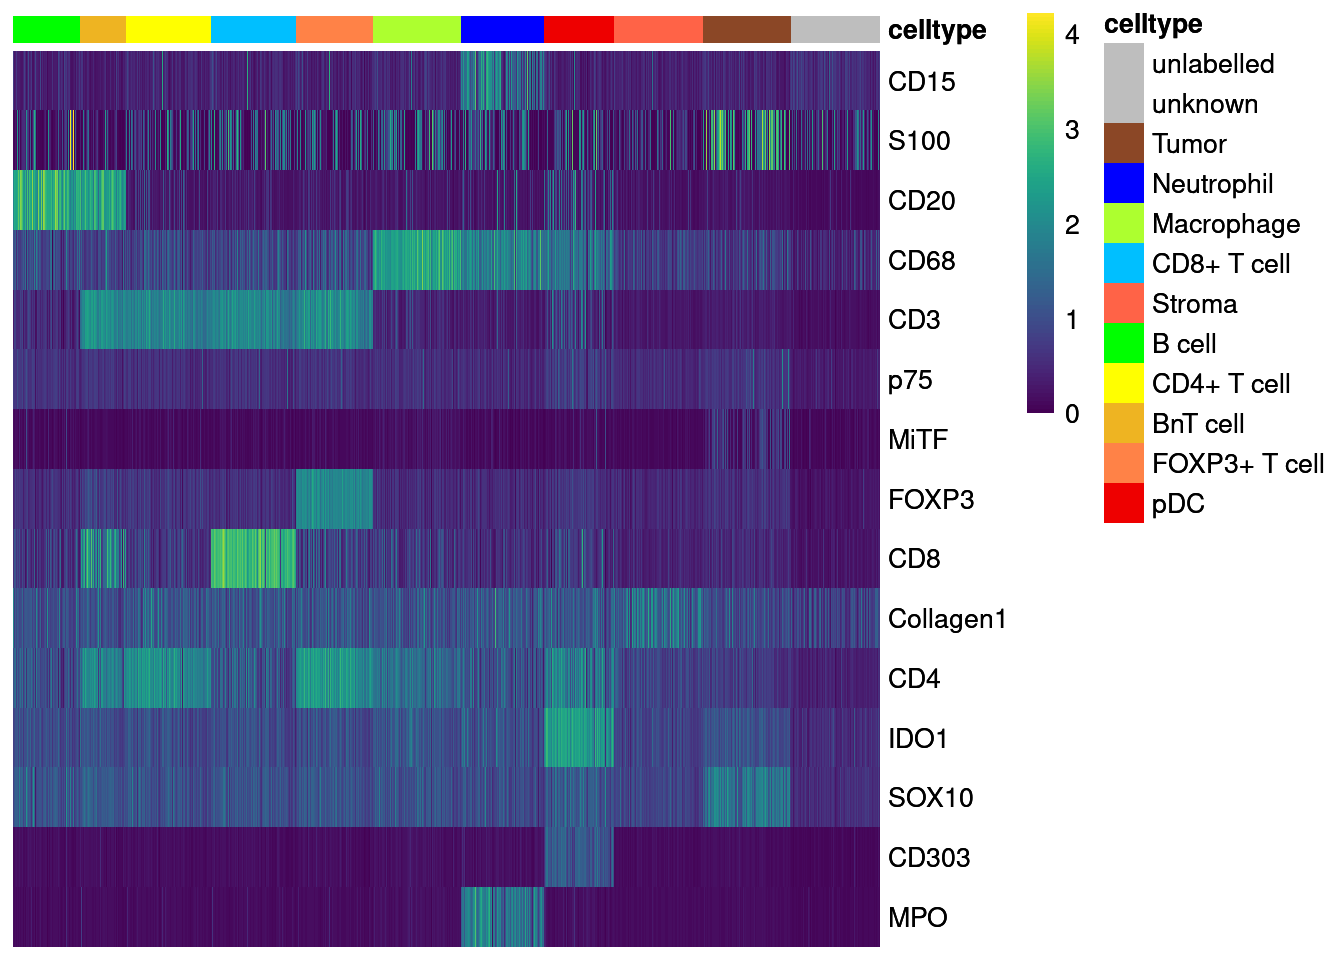 celltype
CD15
S100
CD20
CD68
CD3
p75
MiTF
FOXP3
CD8
Collagen1
CD4
IDO1
SOX10
CD303
MPO
4
3
2
1
0
celltype
unlabelled
unknown
Tumor
Neutrophil
Macrophage
CD8+ T cell
Stroma
B cell
CD4+ T cell
BnT cell
FOXP3+ T cell
pDC